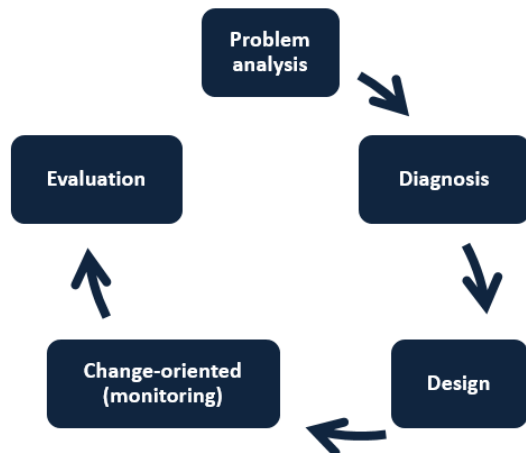 Problem
analysis
Diagnosis
Design
Change-oriented
(monitoring)
Evaluation